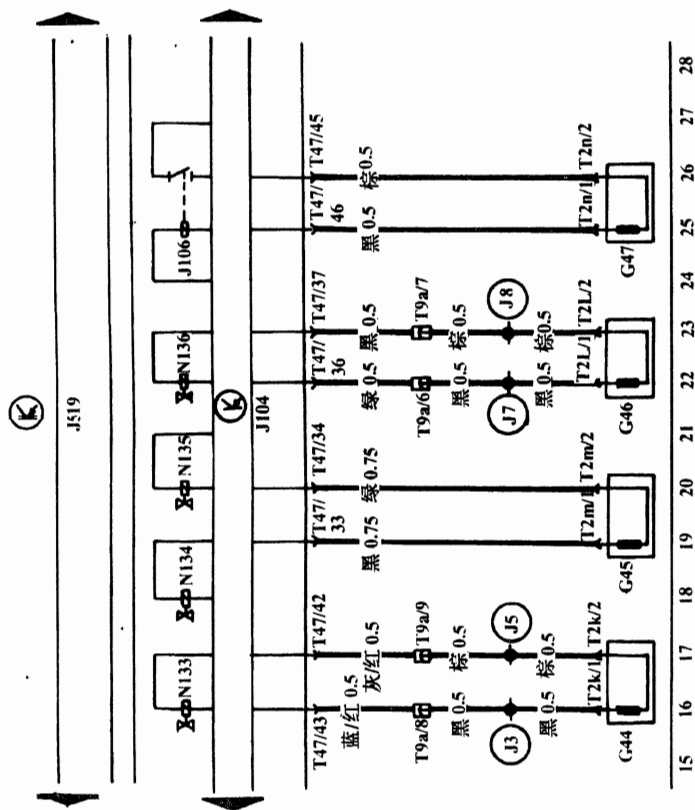 K
J519
N133
N134
N135
N136
J106
K
J104
T47/43
T47/42
T47/
33
T47/34
T47/
36
T47/37
T47/
46
T47/45
蓝/红 0.5
灰/红 0.5
黑 0.75
绿 0.75
绿 0.5
黑 0.5
黑 0.5
棕 0.5
T9a/8
T9a/9
T9a/6
T9a/7
黑 0.5
棕 0.5
黑 0.5
棕 0.5
J3
J5
J7
J8
黑 0.5
棕 0.5
黑 0.5
棕0.5
T2k/1
T2k/2
T2m/1
T2m/2
T2L/1
T2L/2
T2n/1
T2n/2
G44
G45
G46
G47
15 16 17 18 19 20 21 22 23 24 25 26 27 28